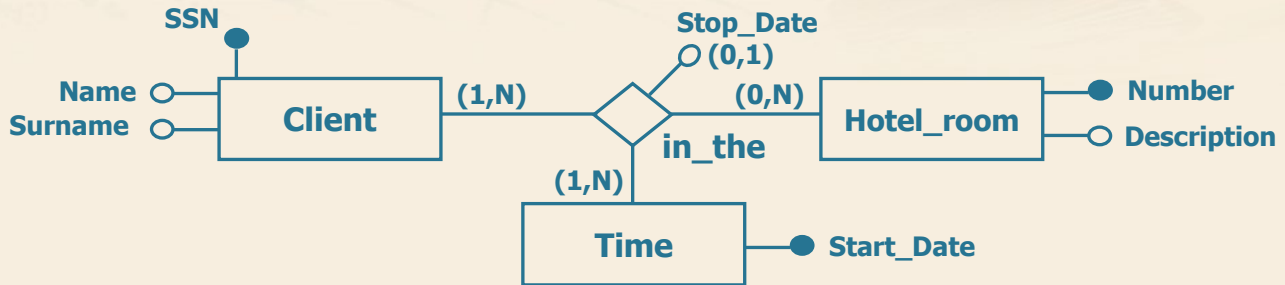 SSN
Stop_Date
(0,1)
Name
Surname
Client
(1,N)
(0,N)
Hotel_room
Number
Description
in_the
(1,N)
Time
Start_Date